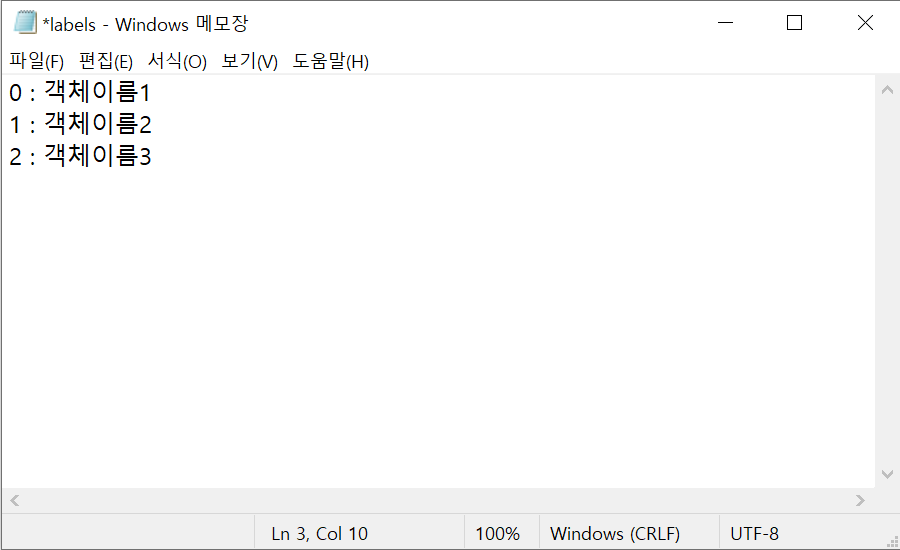 *labels - Windows 메모장
파일(F) 편집(E) 서식(O) 보기(V) 도움말(H)
0 : 객체이름1
1 : 객체이름2
2 : 객체이름3
Ln 3, Col 10 100% Windows (CRLF) UTF-8